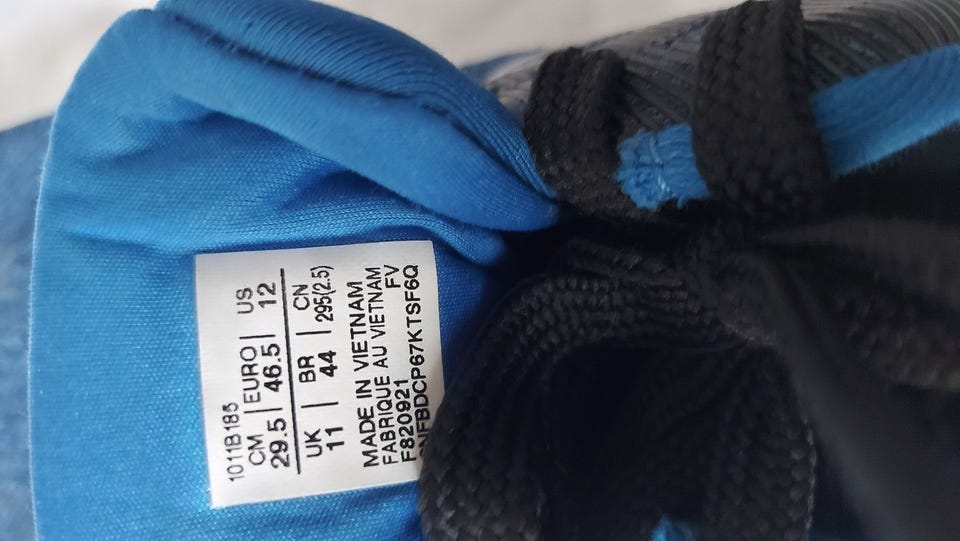 1011B185
CM | EURO | US
29.5 | 46.5 | 12
UK | BR | CN
11 | 44 | 295(2.5)
MADE IN VIETNAM
FABRIQUE AU VIETNAM
F820921 FV